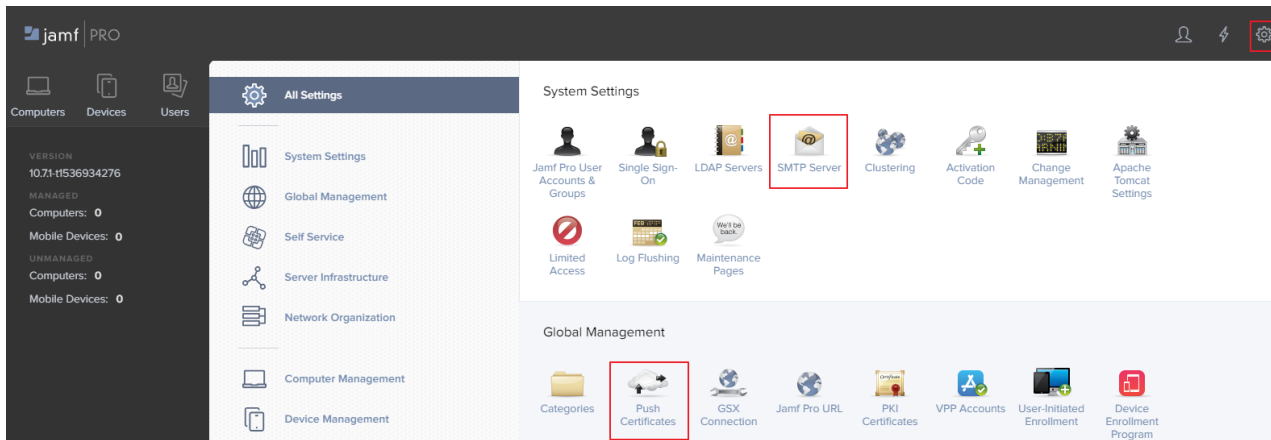 jamf PRO
Computers Devices Users
VERSION
10.7.1-t1536934276
MANAGED
Computers: 0
Mobile Devices: 0
UNMANAGED
Computers: 0
Mobile Devices: 0
All Settings
System Settings
Global Management
Self Service
Server Infrastructure
Network Organization
Computer Management
Device Management
System Settings
Jamf Pro User
Accounts &
Groups
Single Sign-
On
LDAP Servers
SMTP Server
Clustering
Activation
Code
Change
Management
Apache
Tomcat
Settings
We'll be
back.
Limited
Access
Log Flushing
Maintenance
Pages
Global Management
Categories
Push
Certificates
GSX
Connection
Jamf Pro URL
PKI
Certificates
VPP Accounts
User-Initiated
Enrollment
Device
Enrollment
Program